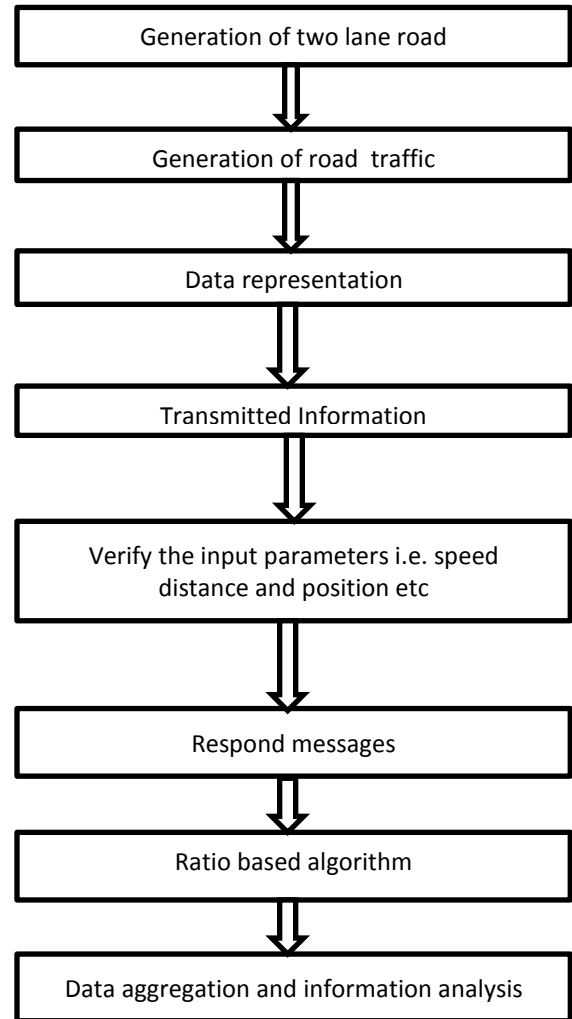 Generation of two lane road
Generation of road traffic
Data representation
Transmitted Information
Verify the input parameters i.e. speed
distance and position etc
Respond messages
Ratio based algorithm
Data aggregation and information analysis